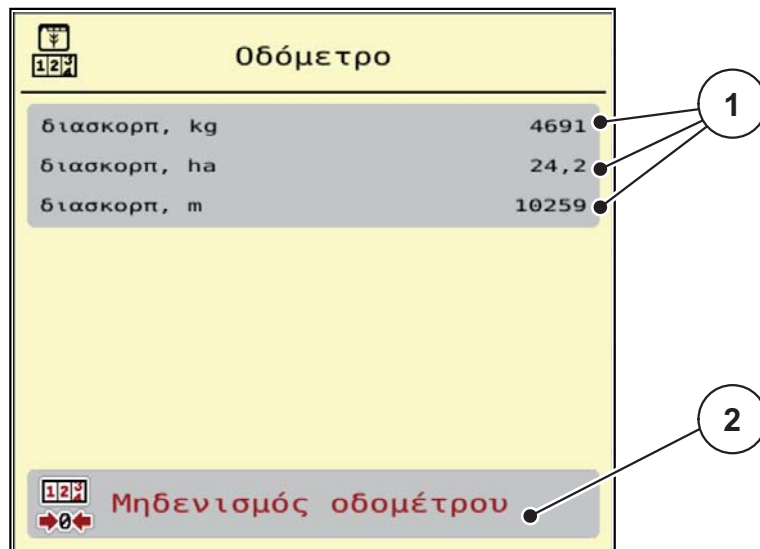 Οδόμετρο
διασκορπ, kg 4691
διασκορπ, ha 24,2
διασκορπ, m 10259
Μηδενισμός οδομέτρου
1
2